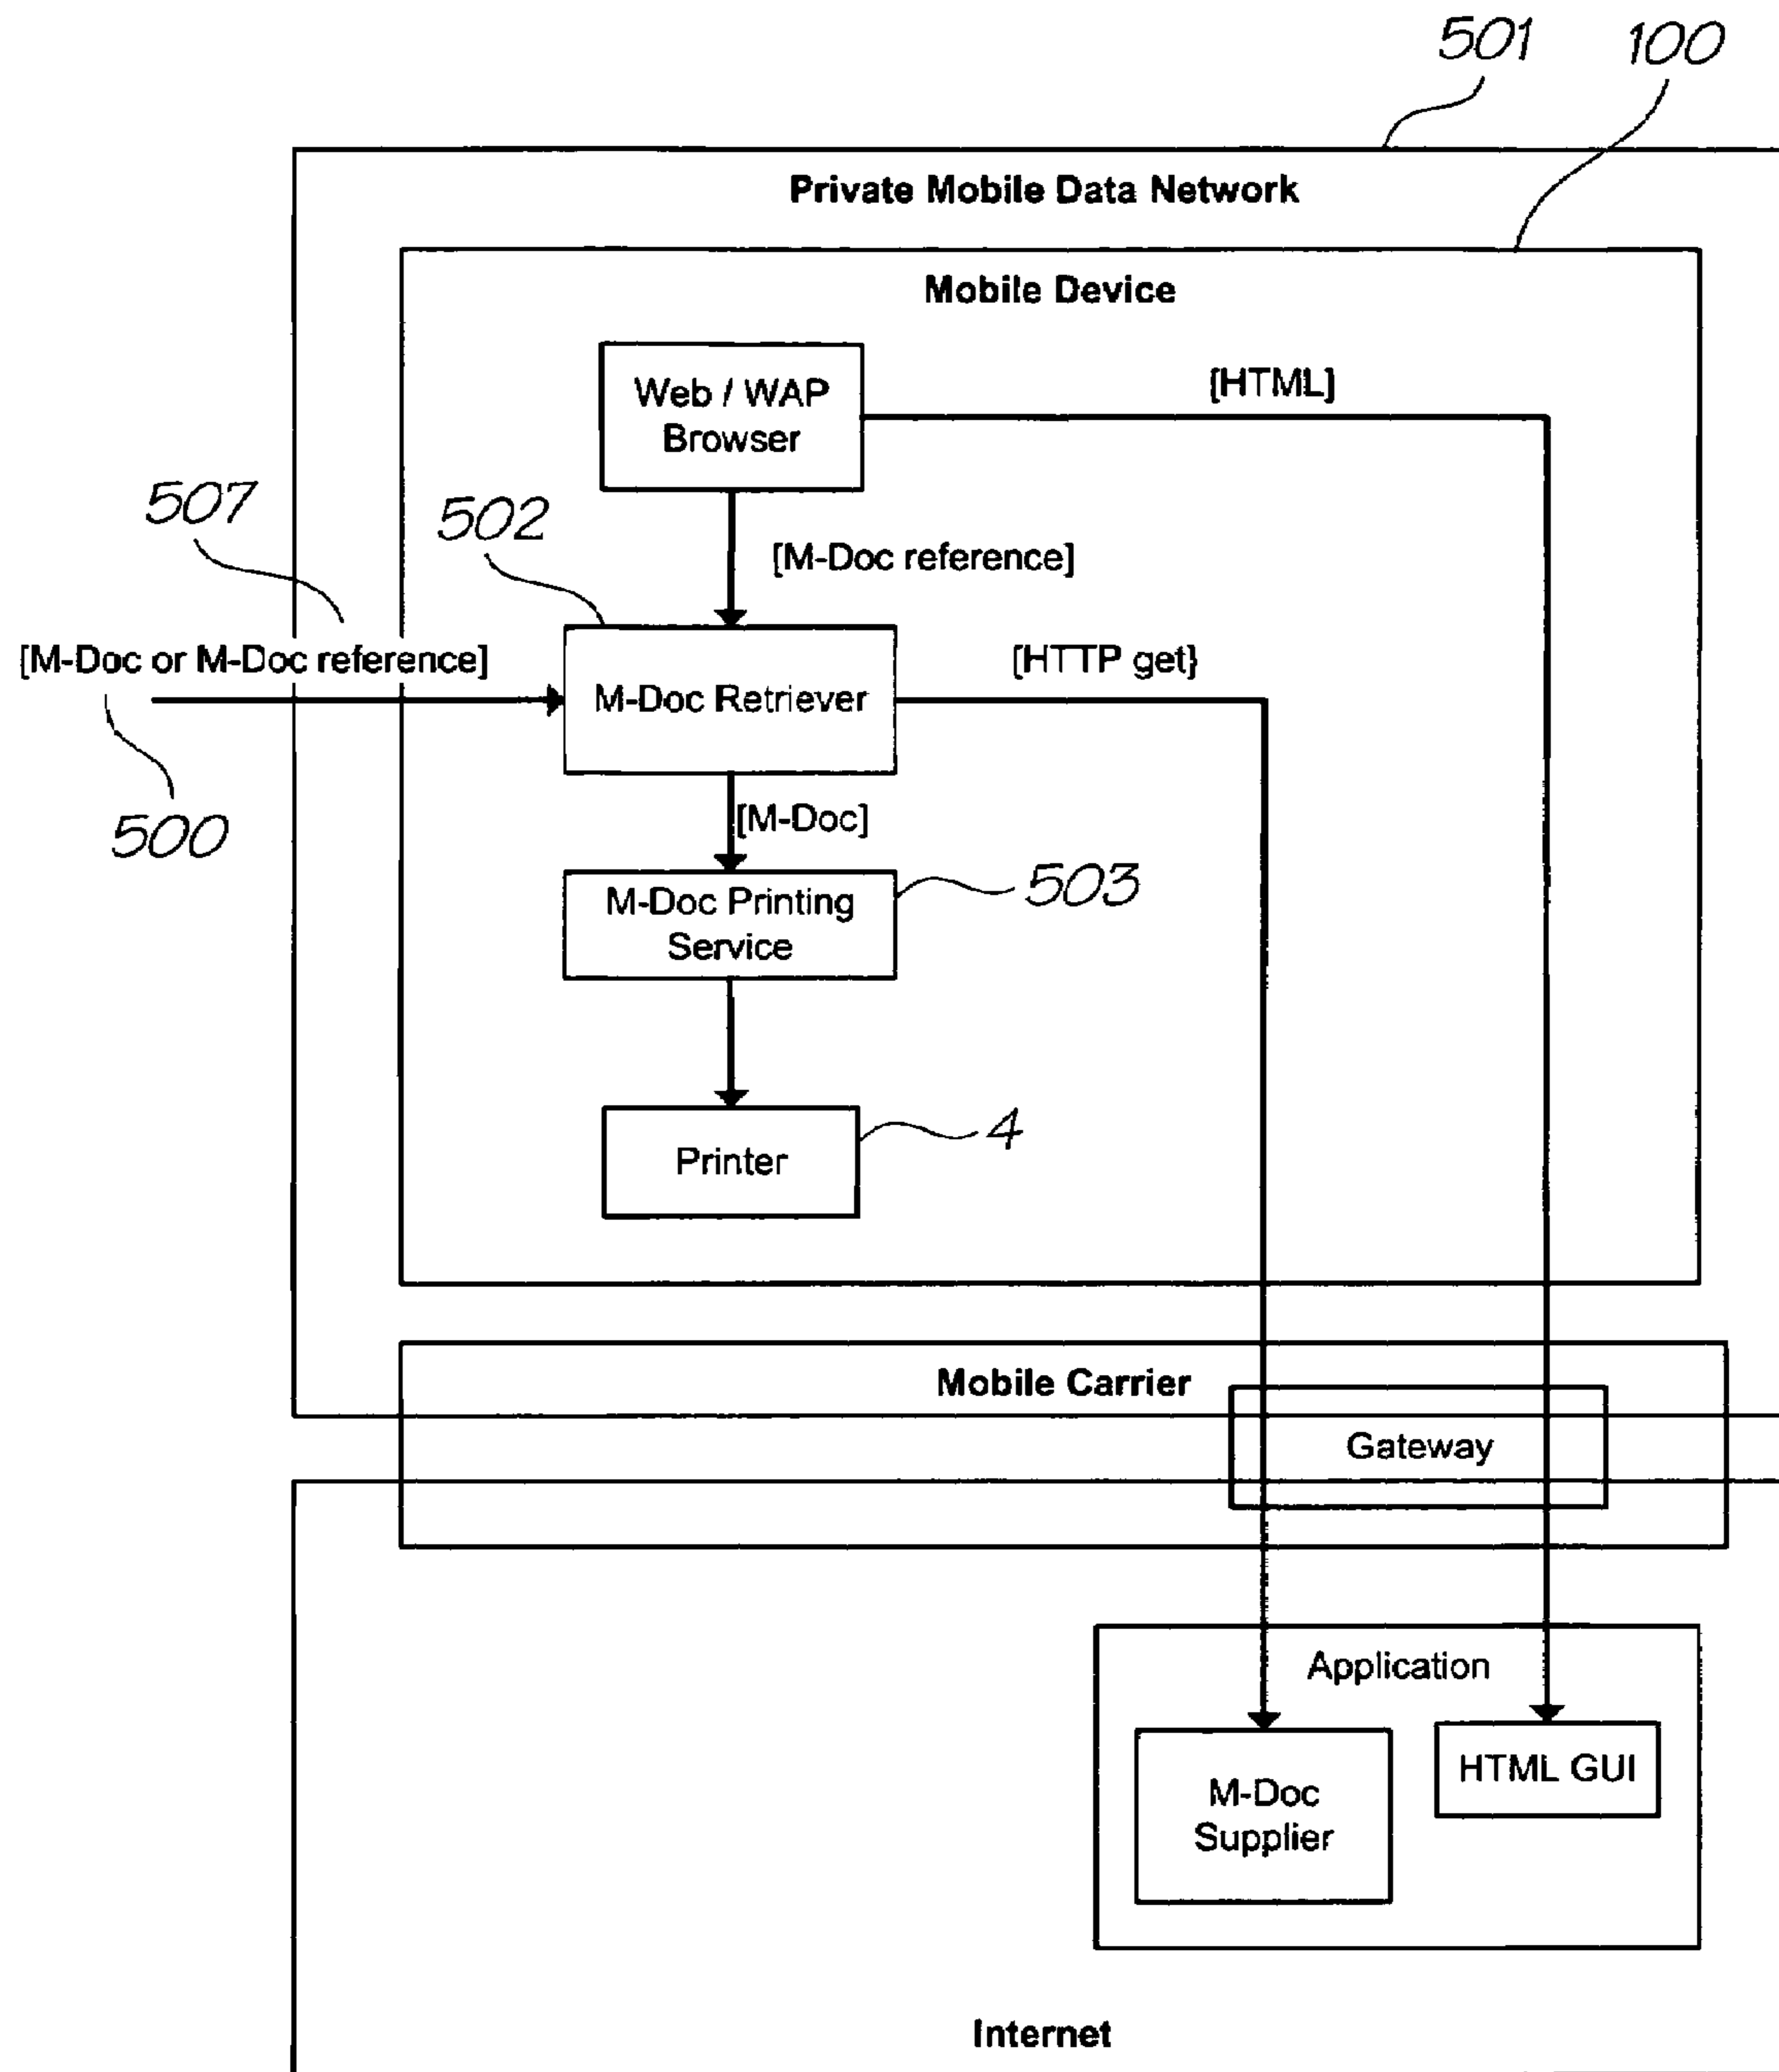 501
100
Private Mobile Data Network
Mobile Device
Web / WAP
Browser
[HTML]
507
502
[M-Doc reference]
[M-Doc or M-Doc reference]
M-Doc Retriever
[HTTP get}
500
[M-Doc]
M-Doc Printing
Service
503
Printer
4
Mobile Carrier
Gateway
Application
M-Doc
Supplier
HTML GUI
Internet